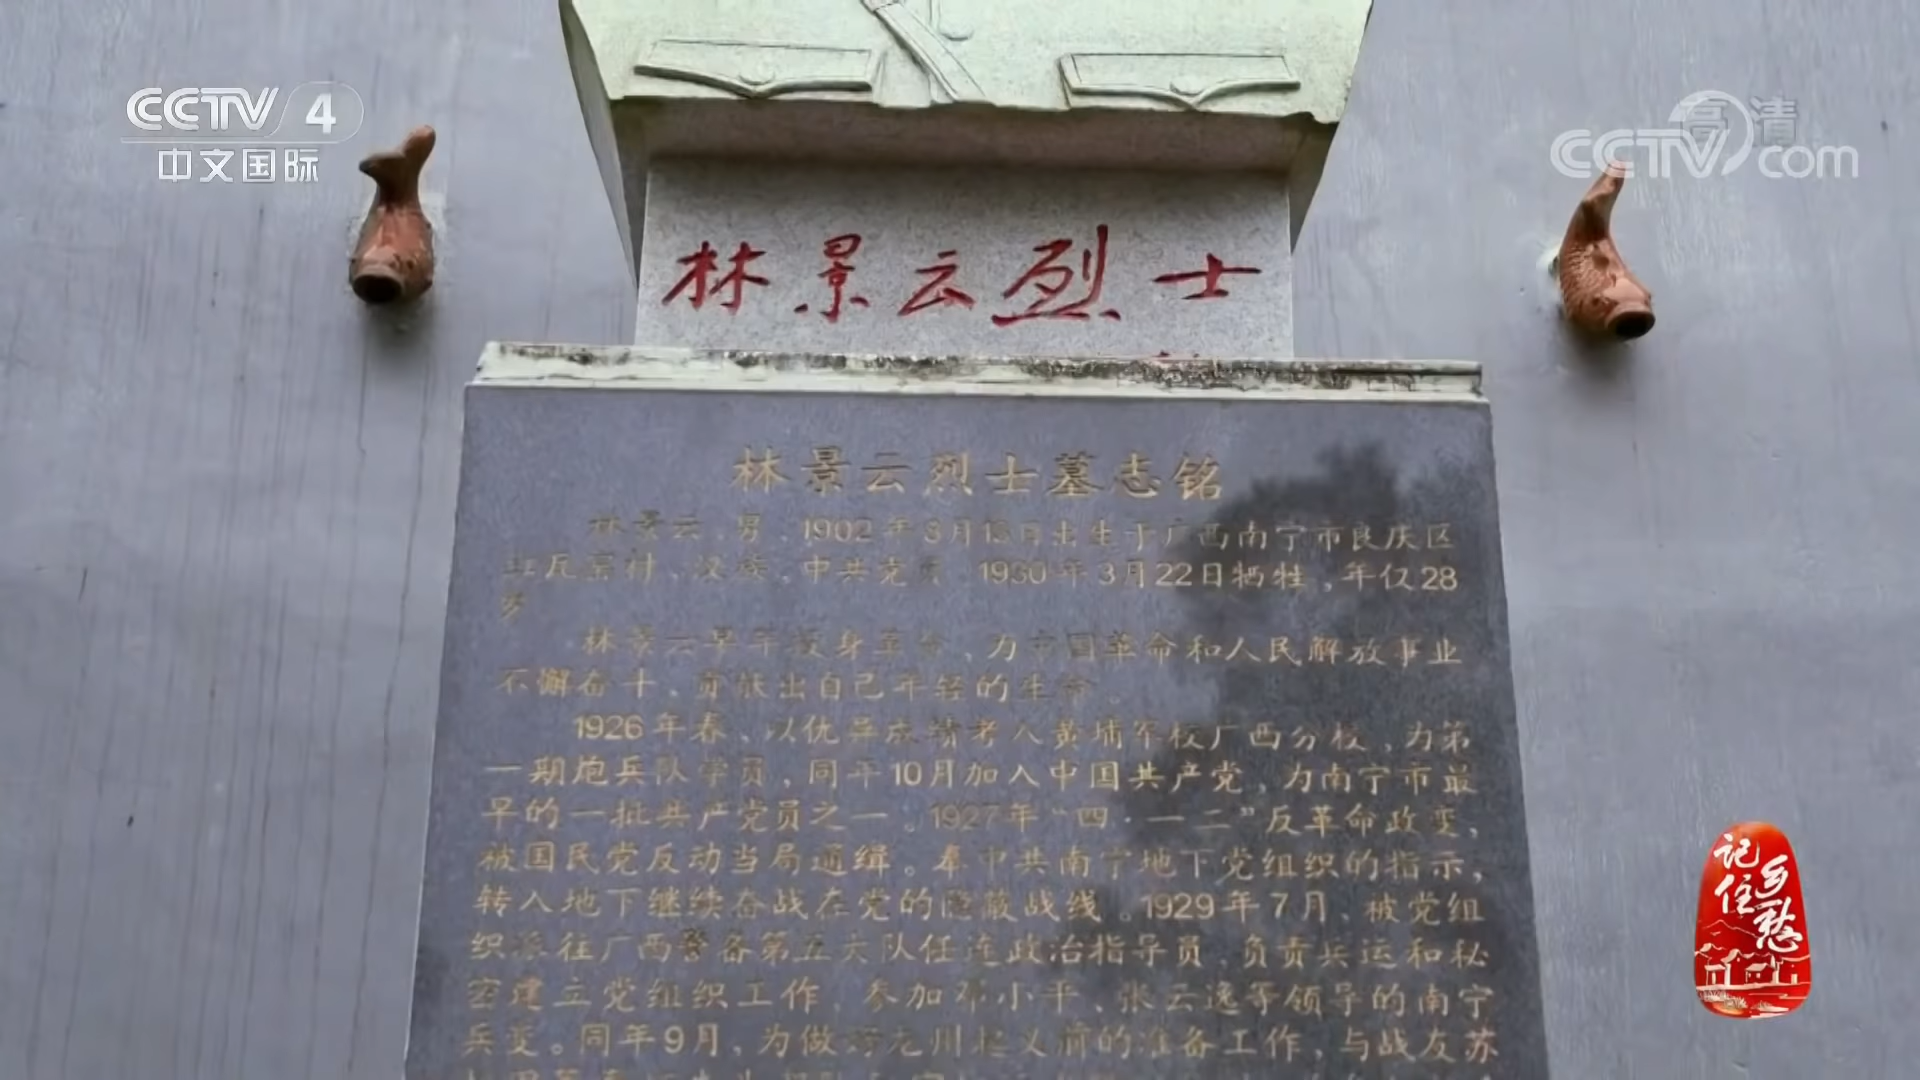 CCTV 4
中文国际
高清
CCTV com
林景云烈士
林景云烈士墓志铭
林景云,男,1902年3月13日出生于广西南宁市良庆区
瓦 村,汉族,中共党员,1930年3月22日牺牲,年仅28
岁
林景云早年投身革命、为中国革命和人民解放事业
不懈奋斗、贡献出自己年轻的生命。
1926年春、以优异成绩考入黄埔军校广西分校,为第
一期炮兵队学员,同年10月加入中国共产党,为南宁市最
早的一批共产党员之一。1927年“四·一二”反革命政变,
被国民党反动当局通缉。奉中共南宁地下党组织的指示,
转入地下继续奋战在党的隐蔽战线。1929年7月、被党组
织派往广西警备第五大队任连政治指导员,负责兵运和秘
密建立党组织工作,参加邓小平、张云逸等领导的南宁
兵变。同年9月,为做好龙州起义前的准备工作,与战友苏
记住乡愁